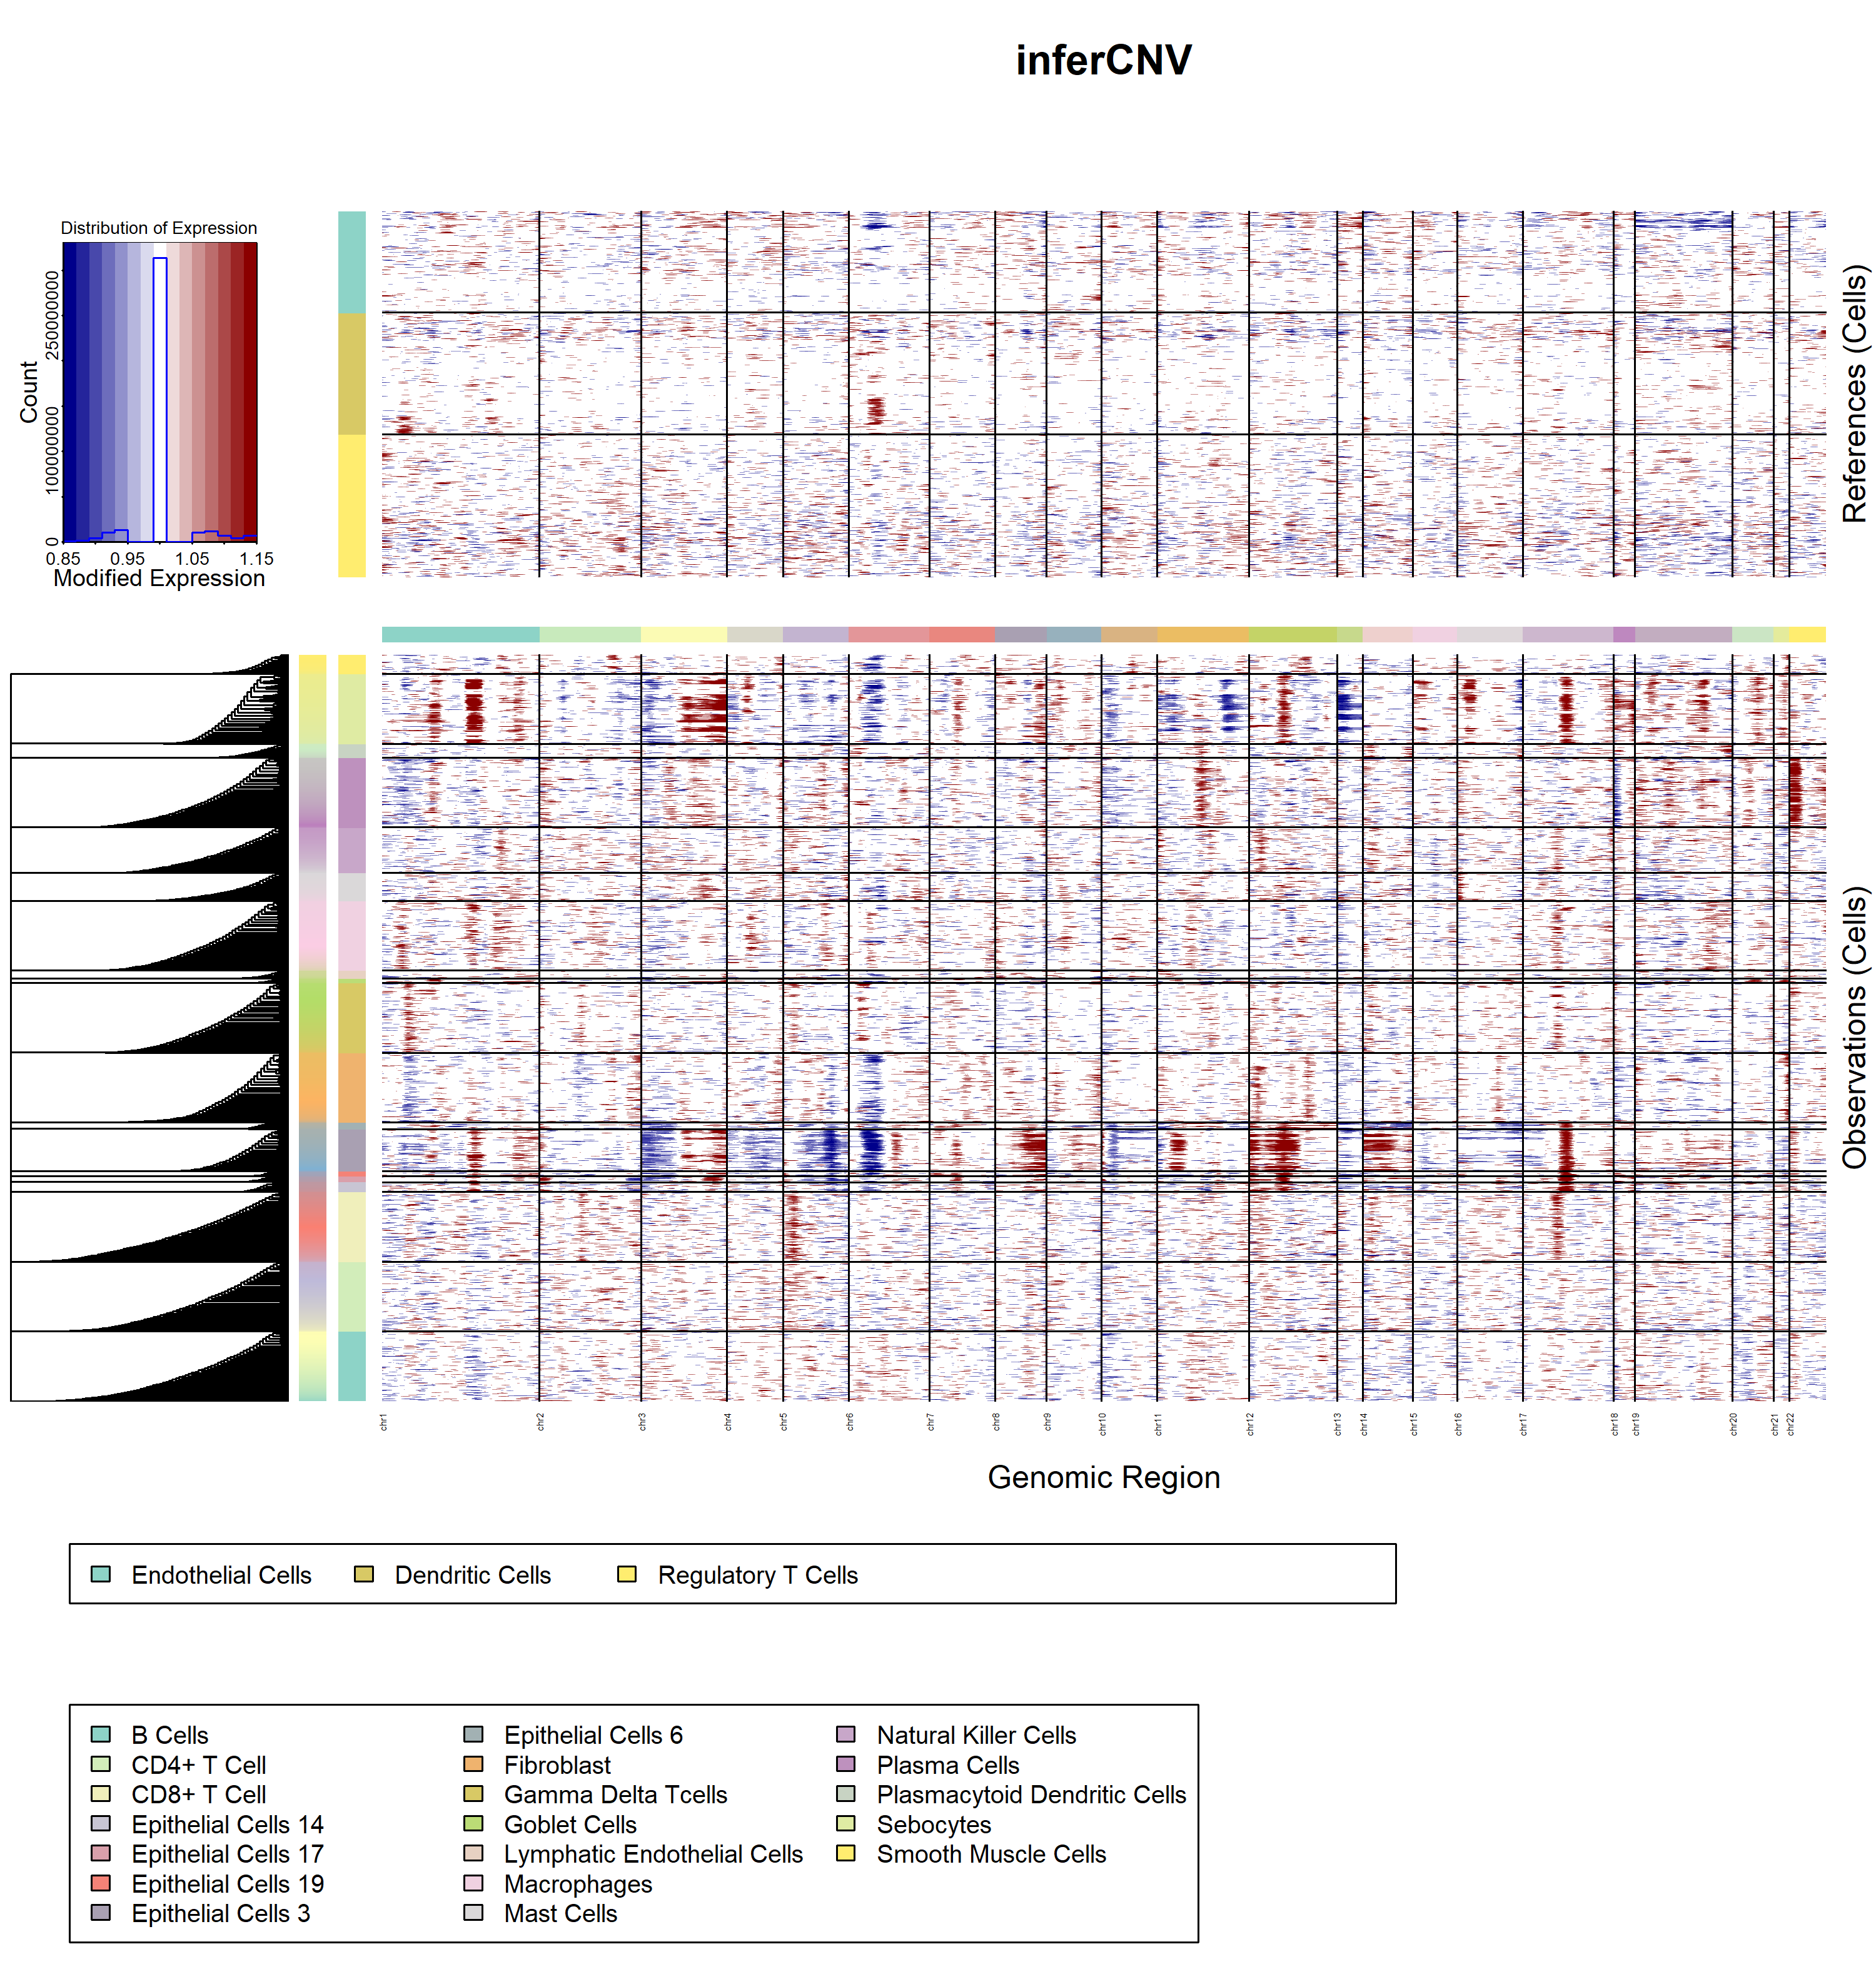 inferCNV
Distribution of Expression
Count
0
10000000
25000000
0.85
0.95
1.05
1.15
Modified Expression
References (Cells)
Observations (Cells)
chr1
chr2
chr3
chr4
chr5
chr6
chr7
chr8
chr9
chr10
chr11
chr12
chr13
chr14
chr15
chr16
chr17
chr18
chr19
chr20
chr21
chr22
Genomic Region
Endothelial Cells
Dendritic Cells
Regulatory T Cells
B Cells
CD4+ T Cell
CD8+ T Cell
Epithelial Cells 14
Epithelial Cells 17
Epithelial Cells 19
Epithelial Cells 3
Epithelial Cells 6
Fibroblast
Gamma Delta Tcells
Goblet Cells
Lymphatic Endothelial Cells
Macrophages
Mast Cells
Natural Killer Cells
Plasma Cells
Plasmacytoid Dendritic Cells
Sebocytes
Smooth Muscle Cells